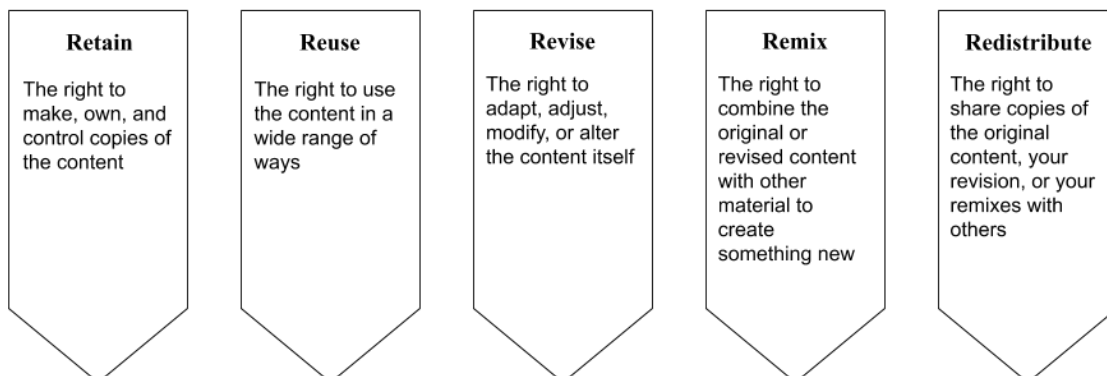 Retain
The right to
make, own, and
control copies of
the content
Reuse
The right to use
the content in a
wide range of
ways
Revise
The right to
adapt, adjust,
modify, or alter
the content itself
Remix
The right to
combine the
original or
revised content
with other
material to
create
something new
Redistribute
The right to
share copies of
the original
content, your
revision, or your
remixes with
others